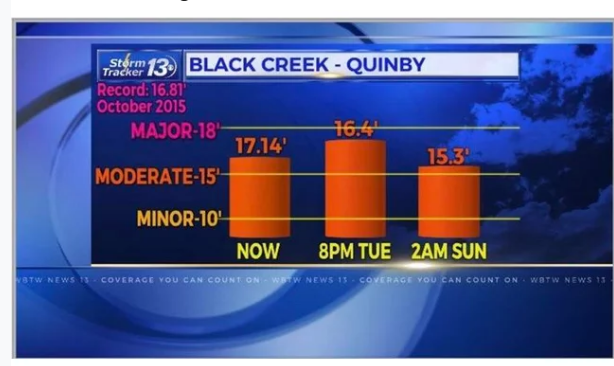 Storm
Tracker 13
BLACK CREEK - QUINBY
Record: 16.81'
October 2015
MAJOR-18'
MODERATE-15'
MINOR-10'
17.14'
16.4'
15.3'
NOW
8PM TUE
2AM SUN
WBTW NEWS 13 - COVERAGE YOU CAN COUNT ON - WBTW NEWS 13 - COVERAGE YOU CAN COUNT ON - WBTW NEWS 13 -